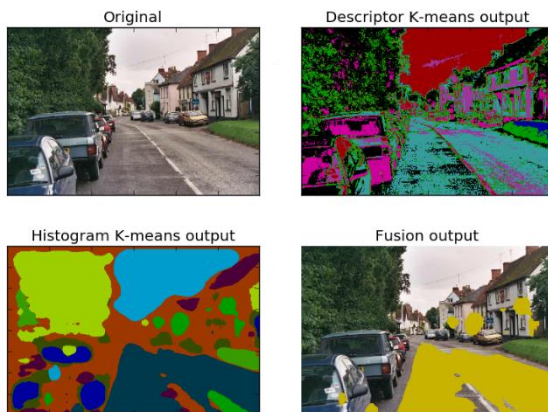 Original
Descriptor K-means output
Histogram K-means output
Fusion output